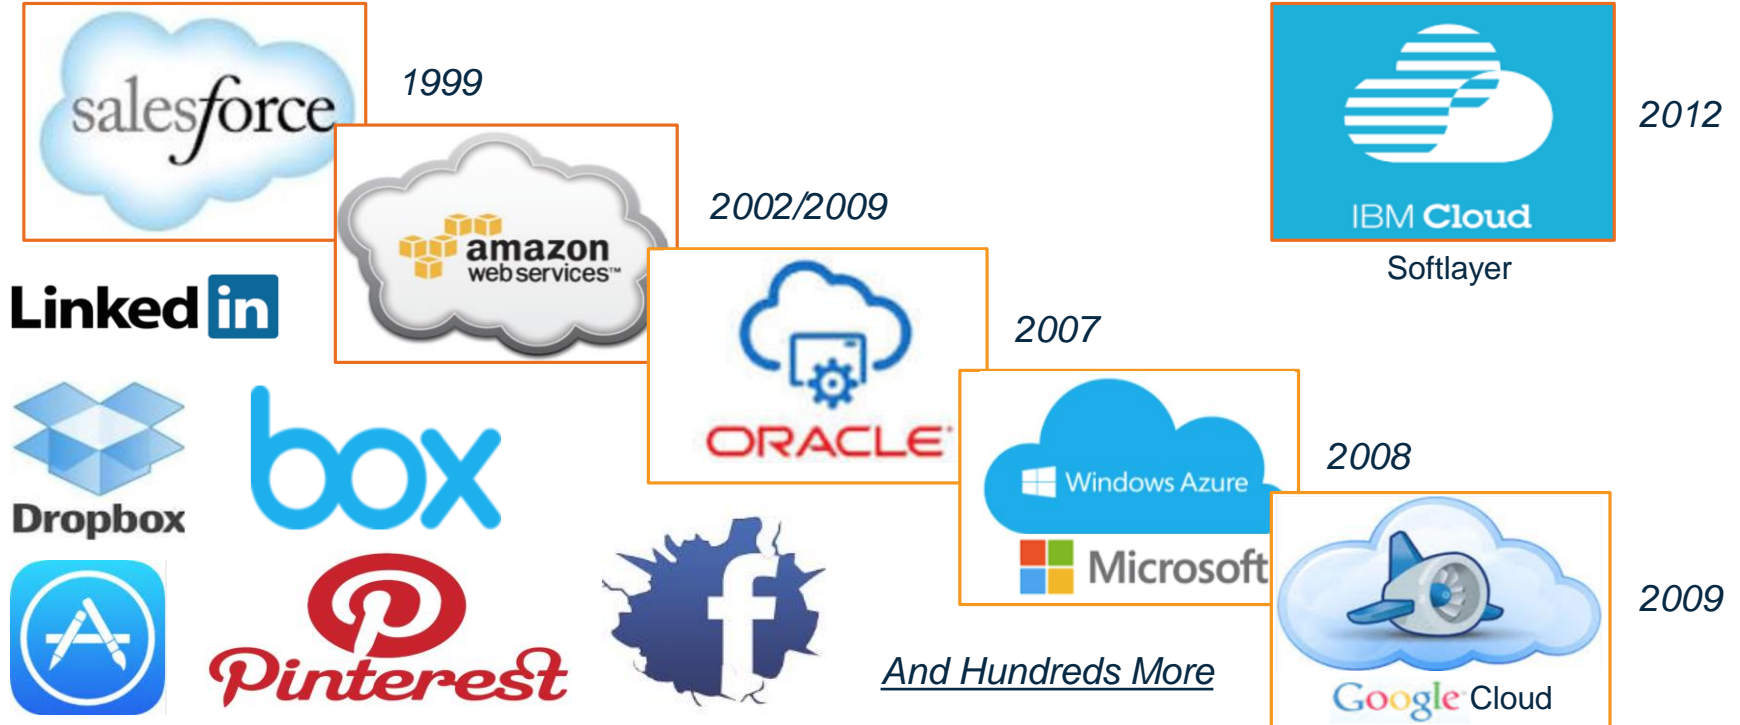 salesforce
1999
amazon
web services™
2002/2009
ORACLE
2007
Windows Azure
Microsoft
2008
Google Cloud
2009
IBM Cloud
Softlayer
2012
Linked in
Dropbox
box
Pinterest
f
And Hundreds More